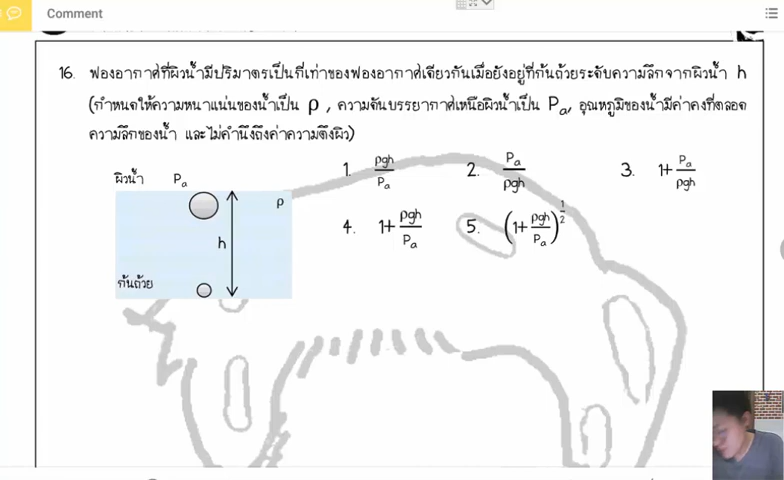 Comment
16. ฟองอากาศที่ผิวน้ำมีปริมาตรเป็นกี่เท่าของฟองอากาศเดียวกันเมื่อยังอยู่ที่ก้นถ้วยระดับความลึกจากผิวน้ำ h
(กำหนดให้ความหนาแน่นของน้ำเป็น ρ , ความดันบรรยากาศเหนือผิวน้ำเป็น Pa, อุณหภูมิของน้ำมีค่าคงที่ตลอด
ความลึกของน้ำ และไม่คำนึงถึงค่าความตึงผิว)
1. ρgh/Pa 2. Pa/ρgh 3. 1+Pa/ρgh
4. 1+ρgh/Pa 5. (1+ρgh/Pa)^1/2
ผิวน้ำ Pa
ρ
h
ก้นถ้วย